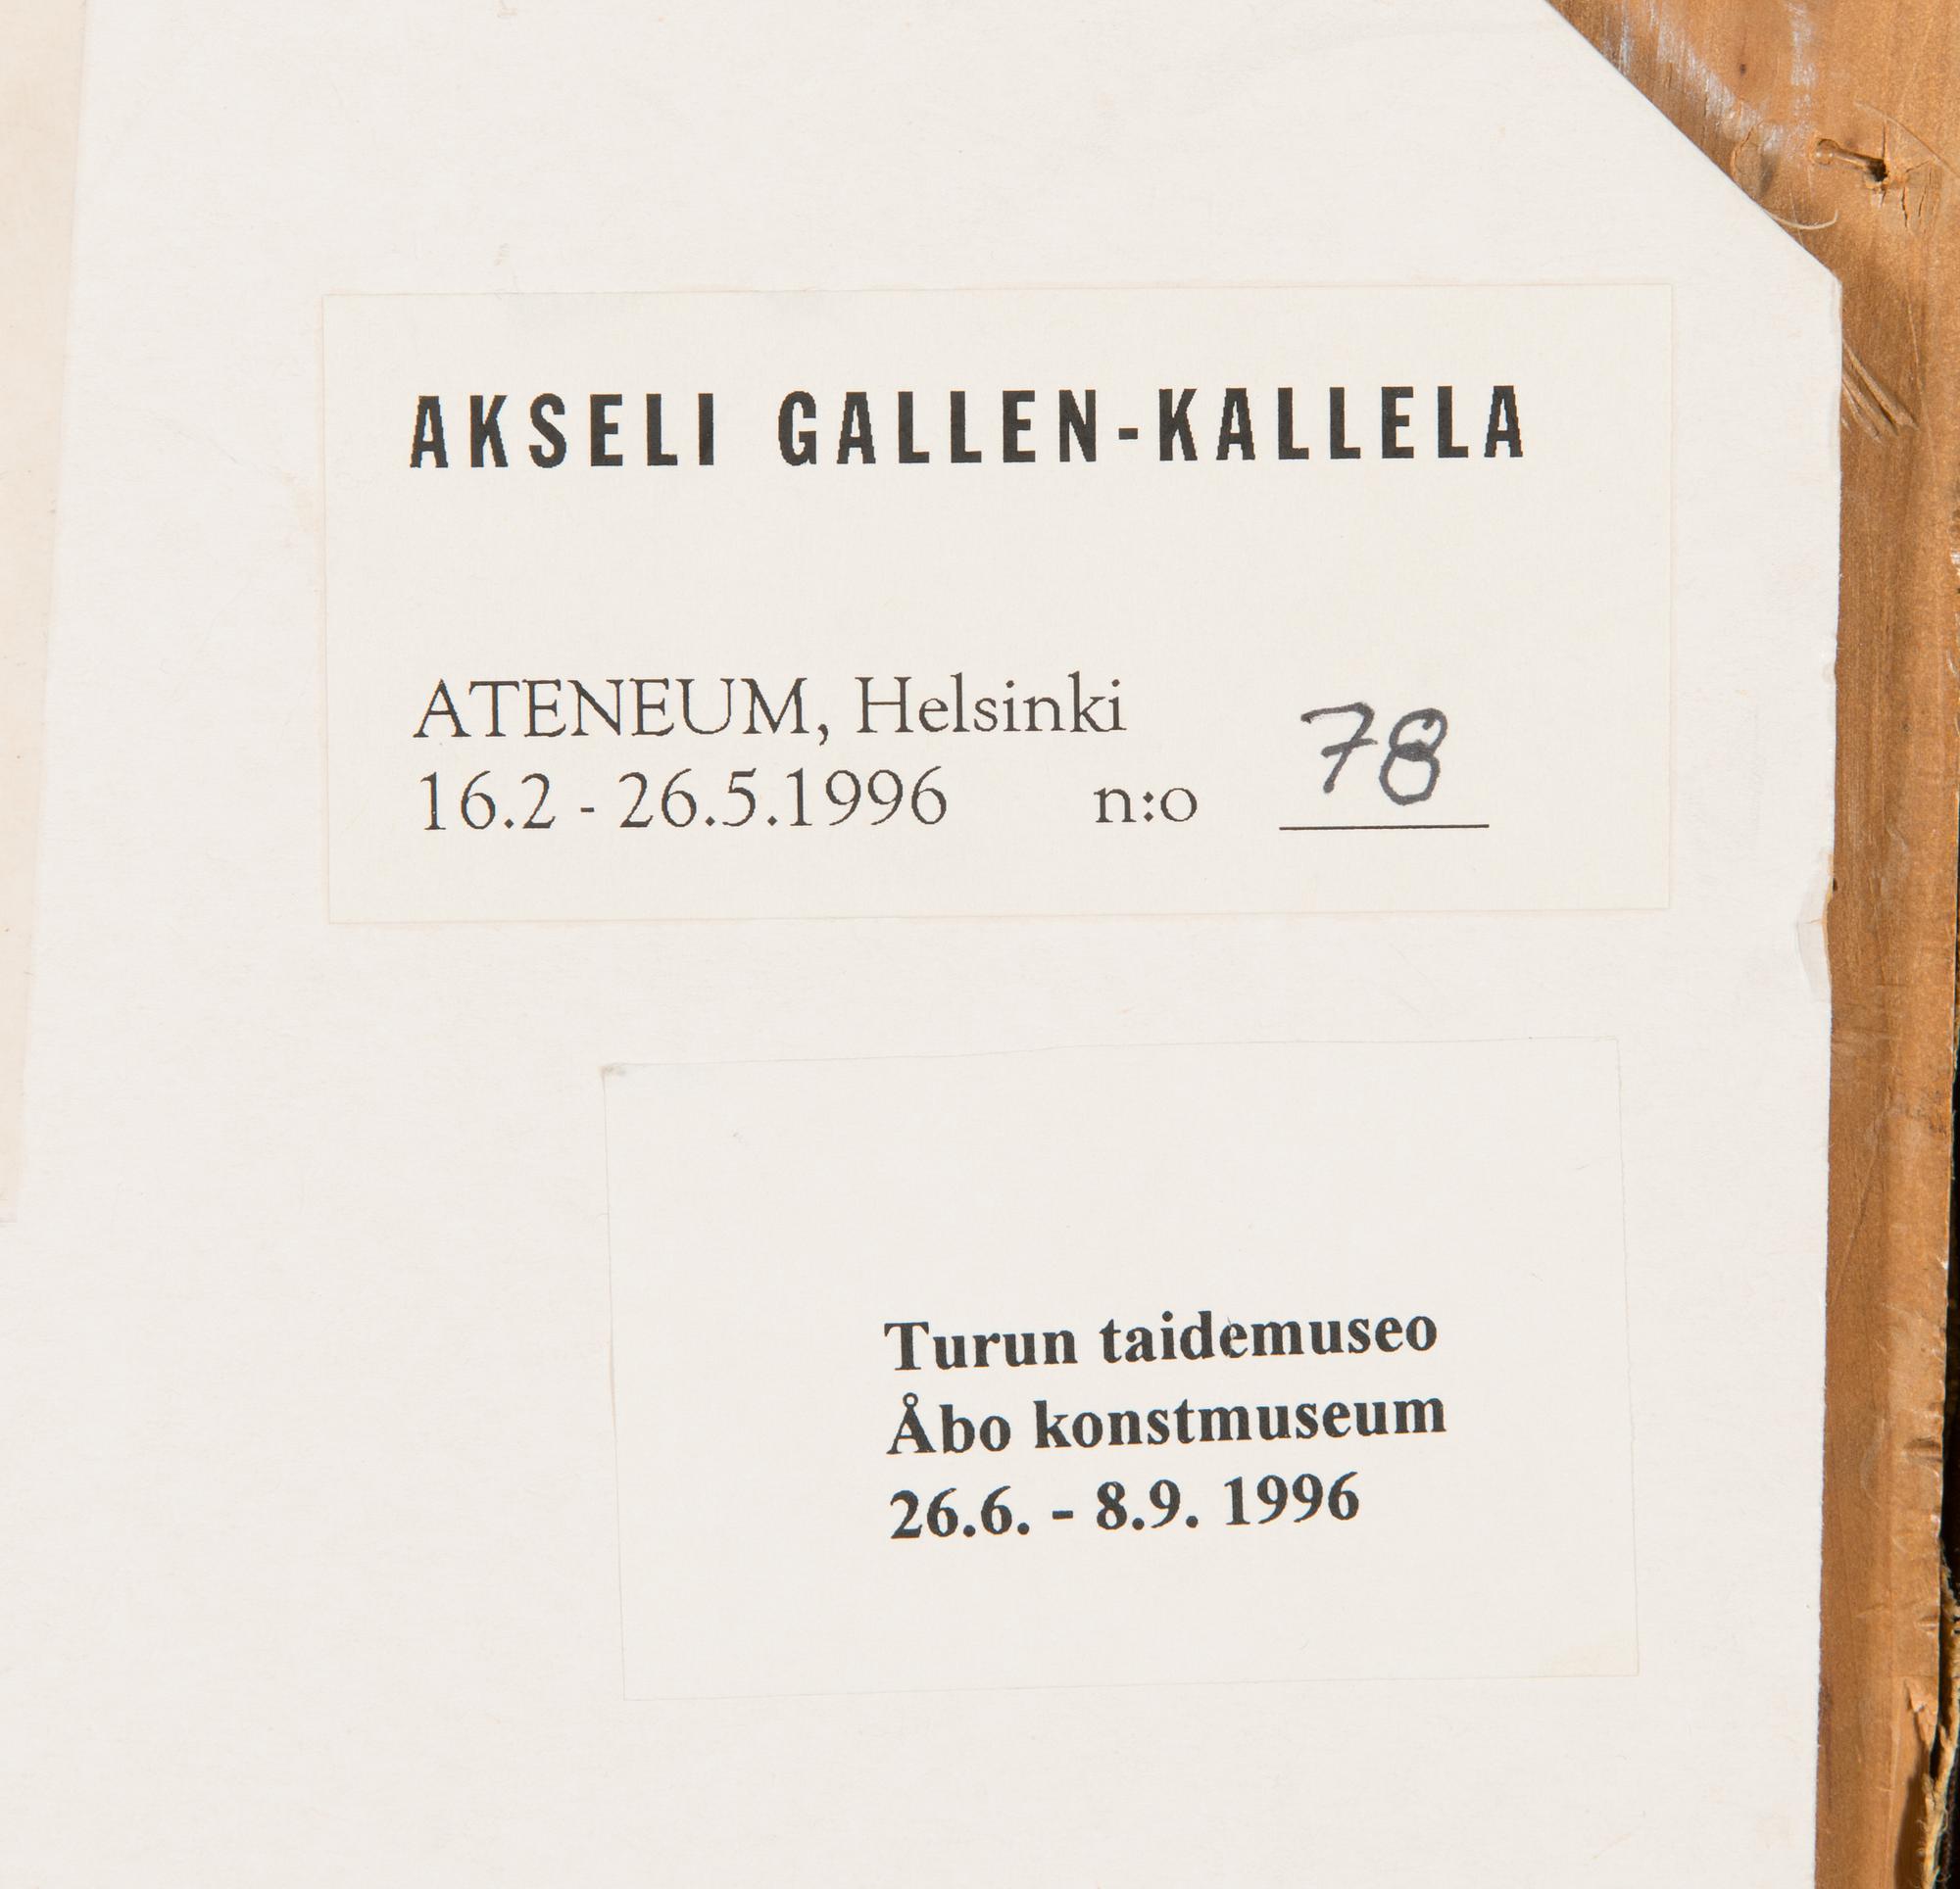 AKSELI GALLEN-KALLELA
ATENEUM, Helsinki
16.2 - 26.5.1996 n:o 78
Turun taidemuseo
Åbo konstmuseum
26.6. - 8.9. 1996